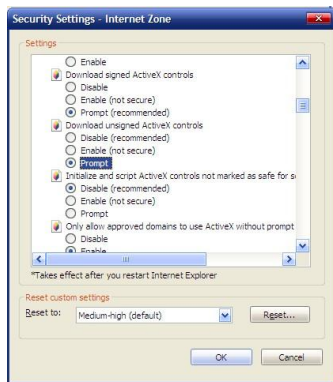 Security Settings - Internet Zone
Settings
Enable
Download signed ActiveX controls
Disable
Enable (not secure)
Prompt (recommended)
Download unsigned ActiveX controls
Disable (recommended)
Enable (not secure)
Prompt
Initialize and script ActiveX controls not marked as safe for s
Disable (recommended)
Enable (not secure)
Prompt
Only allow approved domains to use ActiveX without prompt
Disable
Enable
*Takes effect after you restart Internet Explorer
Reset custom settings
Reset to: Medium-high (default) Reset...
OK Cancel